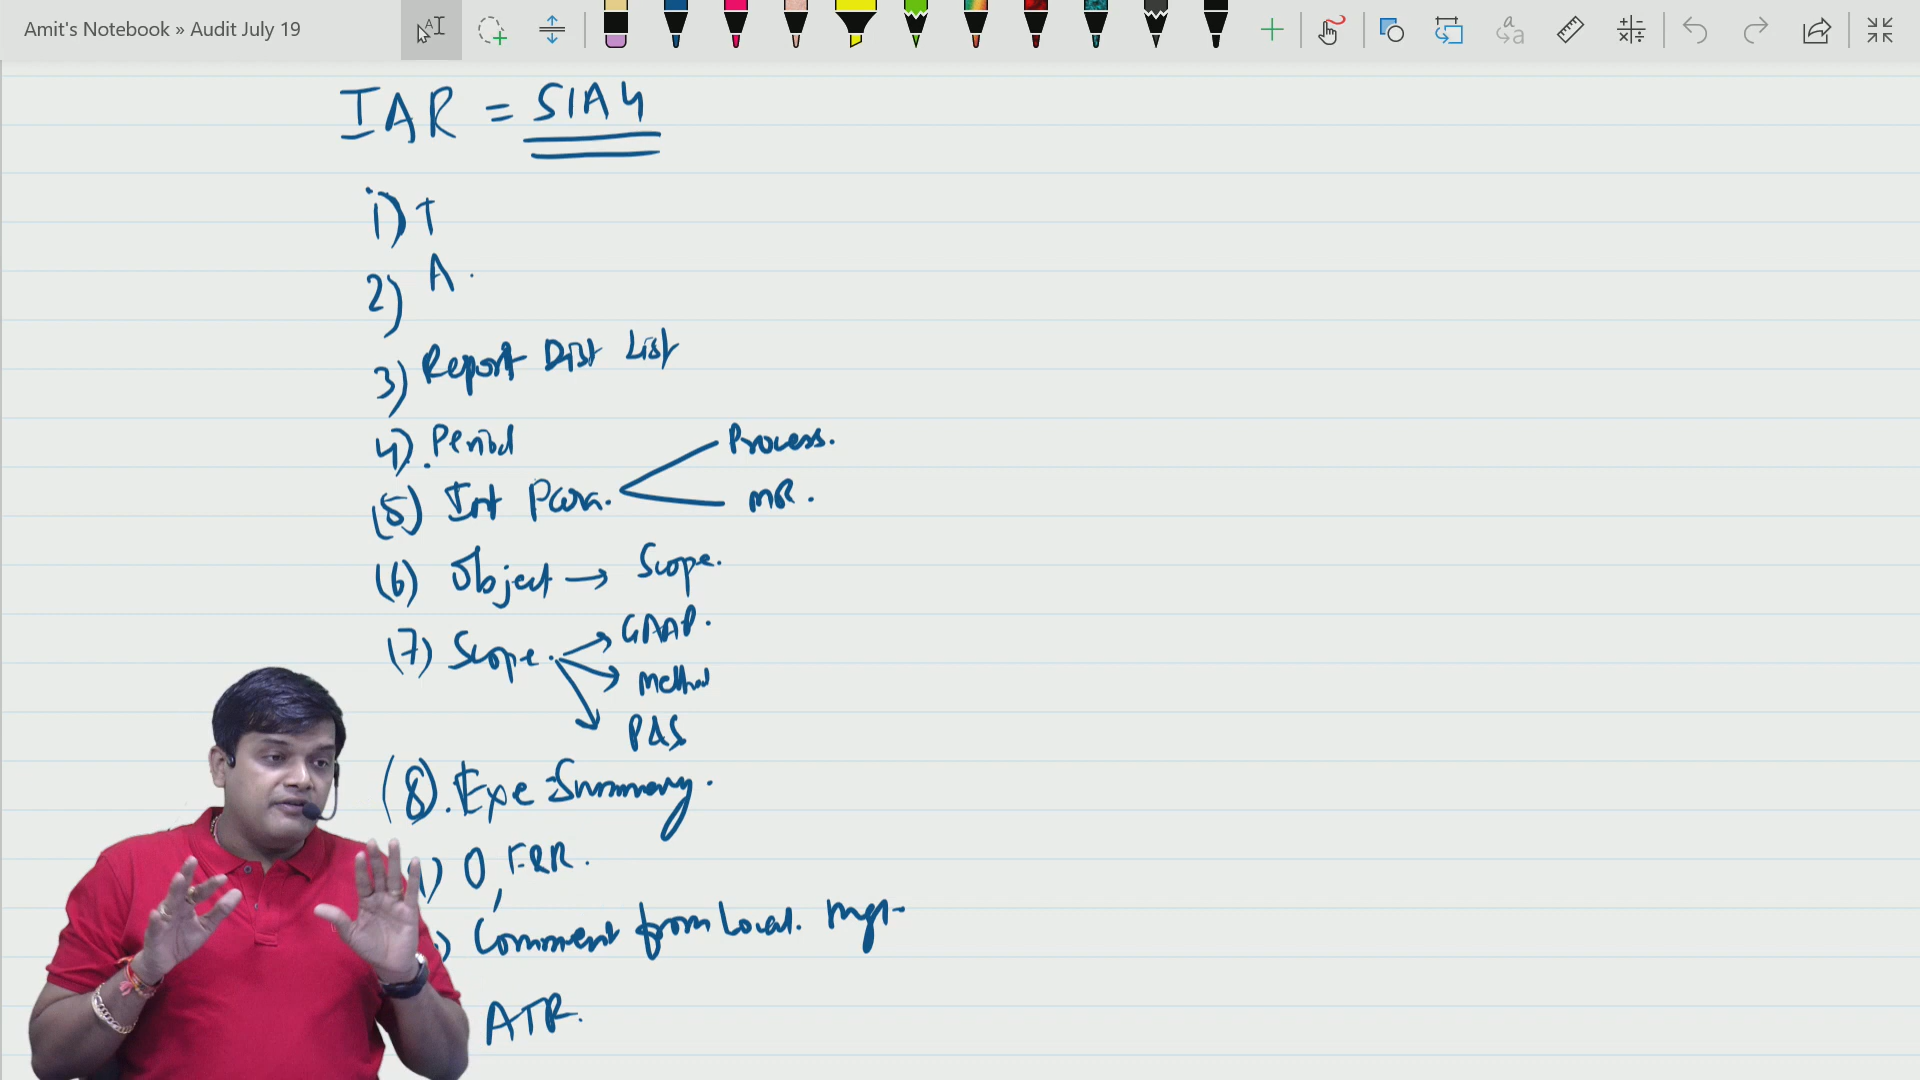 Amit's Notebook » Audit July 19
IAR = SIA 4
1) T
2) A.
3) Report Dist List
4). Period
(5) Int Para. Process.
MR.
(6) Object → Scope.
(7) Scope. GAAP.
Method
PAS
(8). Exe Summary.
) O, FRR.
) Comment from Local. Mgt
ATR.